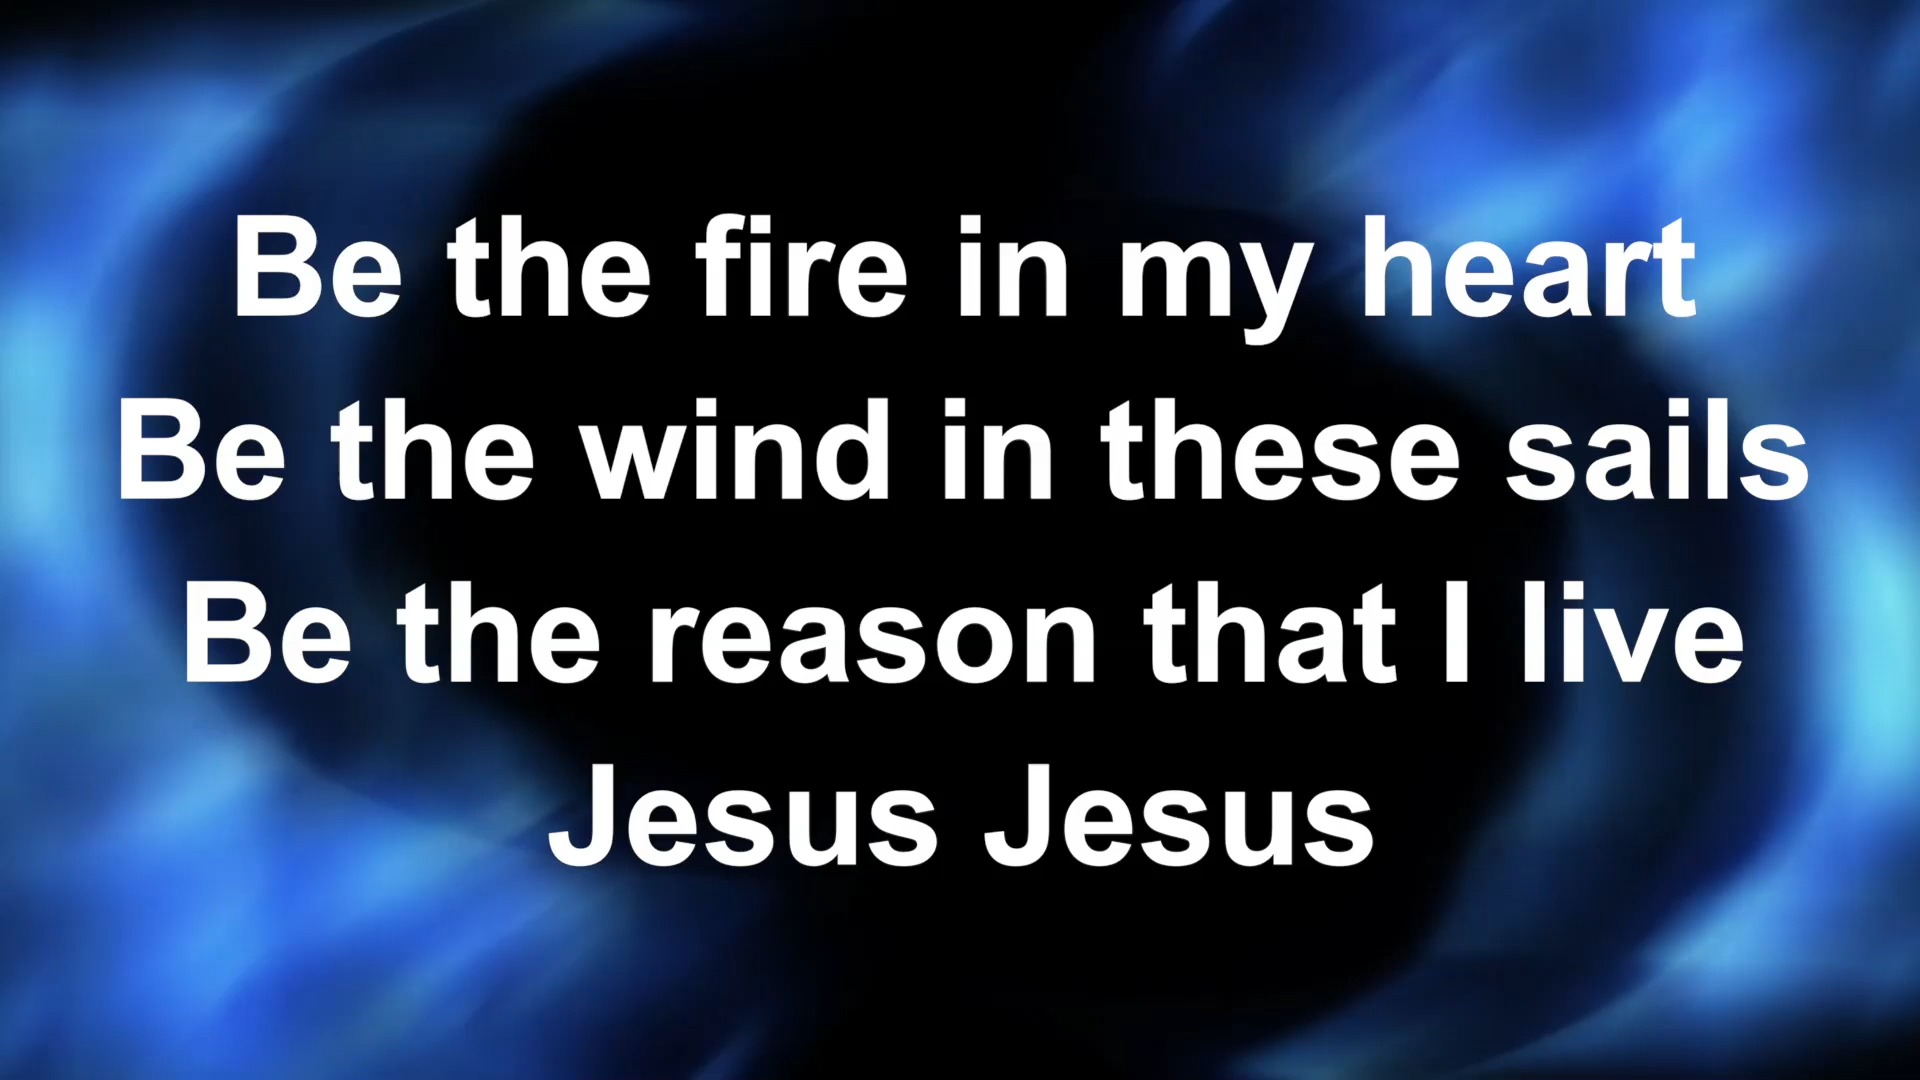 Be the fire in my heart
Be the wind in these sails
Be the reason that I live
Jesus Jesus